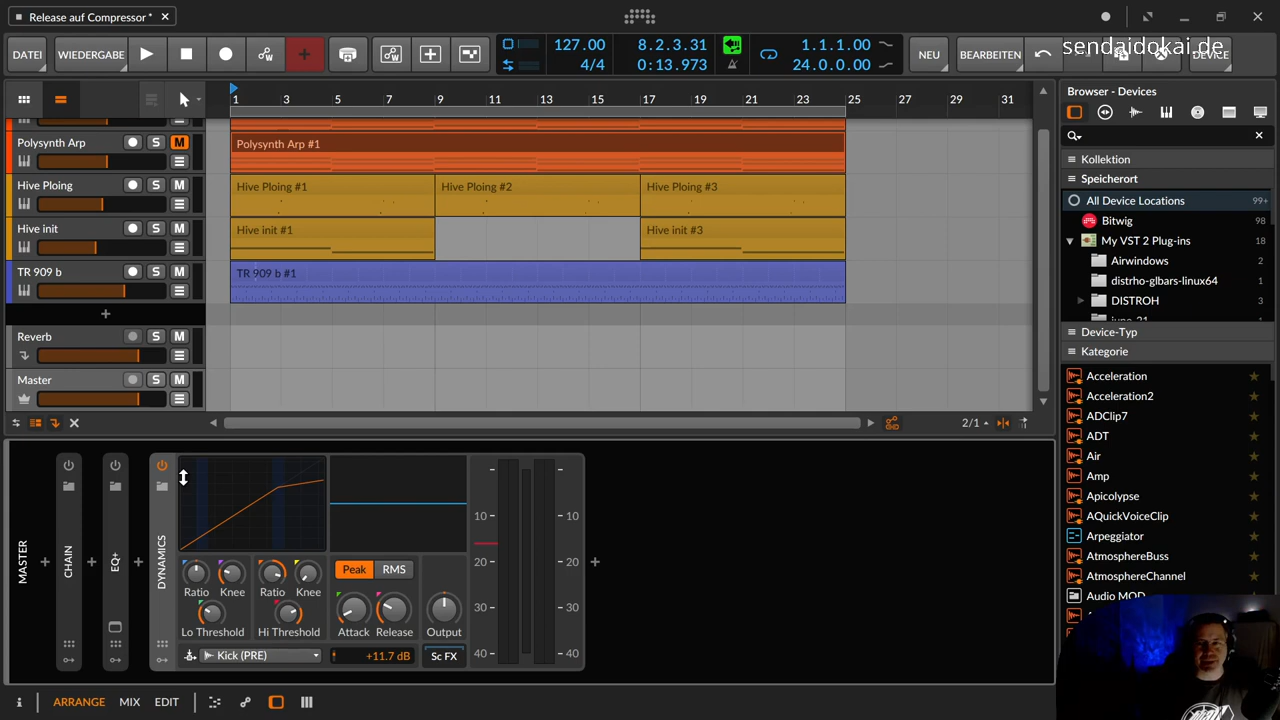 Release auf Compressor *
DATEI
WIEDERGABE
127.00
4/4
8.2.3.31
0:13.973
1.1.1.00
24.0.0.00
NEU
BEARBEITEN
sendaidokai.de
DEVICE
1 3 5 7 9 11 13 15 17 19 21 23 25 27 29 31
Polysynth Arp S M
Polysynth Arp #1
Hive Ploing S M
Hive Ploing #1
Hive Ploing #2
Hive Ploing #3
Hive init S M
Hive init #1
Hive init #3
TR 909 b S M
TR 909 b #1
Reverb S M
Master S M
2/1
Browser - Devices
Kollektion
Speicherort
All Device Locations 99+
Bitwig 98
My VST 2 Plug-ins 18
Airwindows 2
distrho-glbars-linux64 1
DISTROH 3
june-21
Device-Typ
Kategorie
Acceleration
Acceleration2
ADClip7
ADT
Air
Amp
Apicolypse
AQuickVoiceClip
Arpeggiator
AtmosphereBuss
AtmosphereChannel
Audio MOD
MASTER
CHAIN
EQ+
DYNAMICS
Ratio Knee
Lo Threshold
Ratio Knee
Hi Threshold
Peak RMS
Attack Release
Output
Kick (PRE)
+11.7 dB
Sc FX
10 10
20 20
30 30
40 40
i ARRANGE MIX EDIT